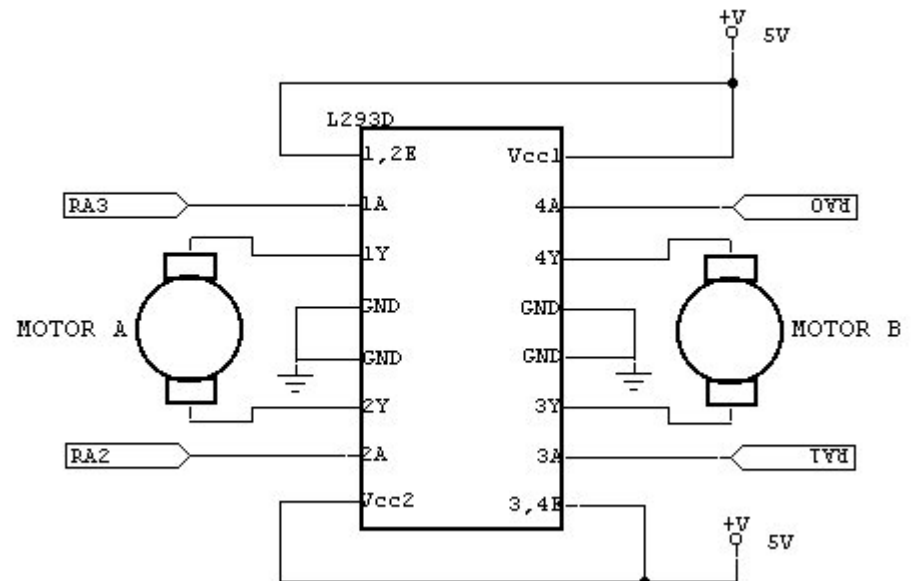 +V
5V
L293D
1,2E
Vcc1
RA3
1A
4A
RA0
1Y
4Y
GND
GND
MOTOR A
MOTOR B
GND
GND
2Y
3Y
RA2
2A
3A
RA1
Vcc2
3,4E
+V
5V